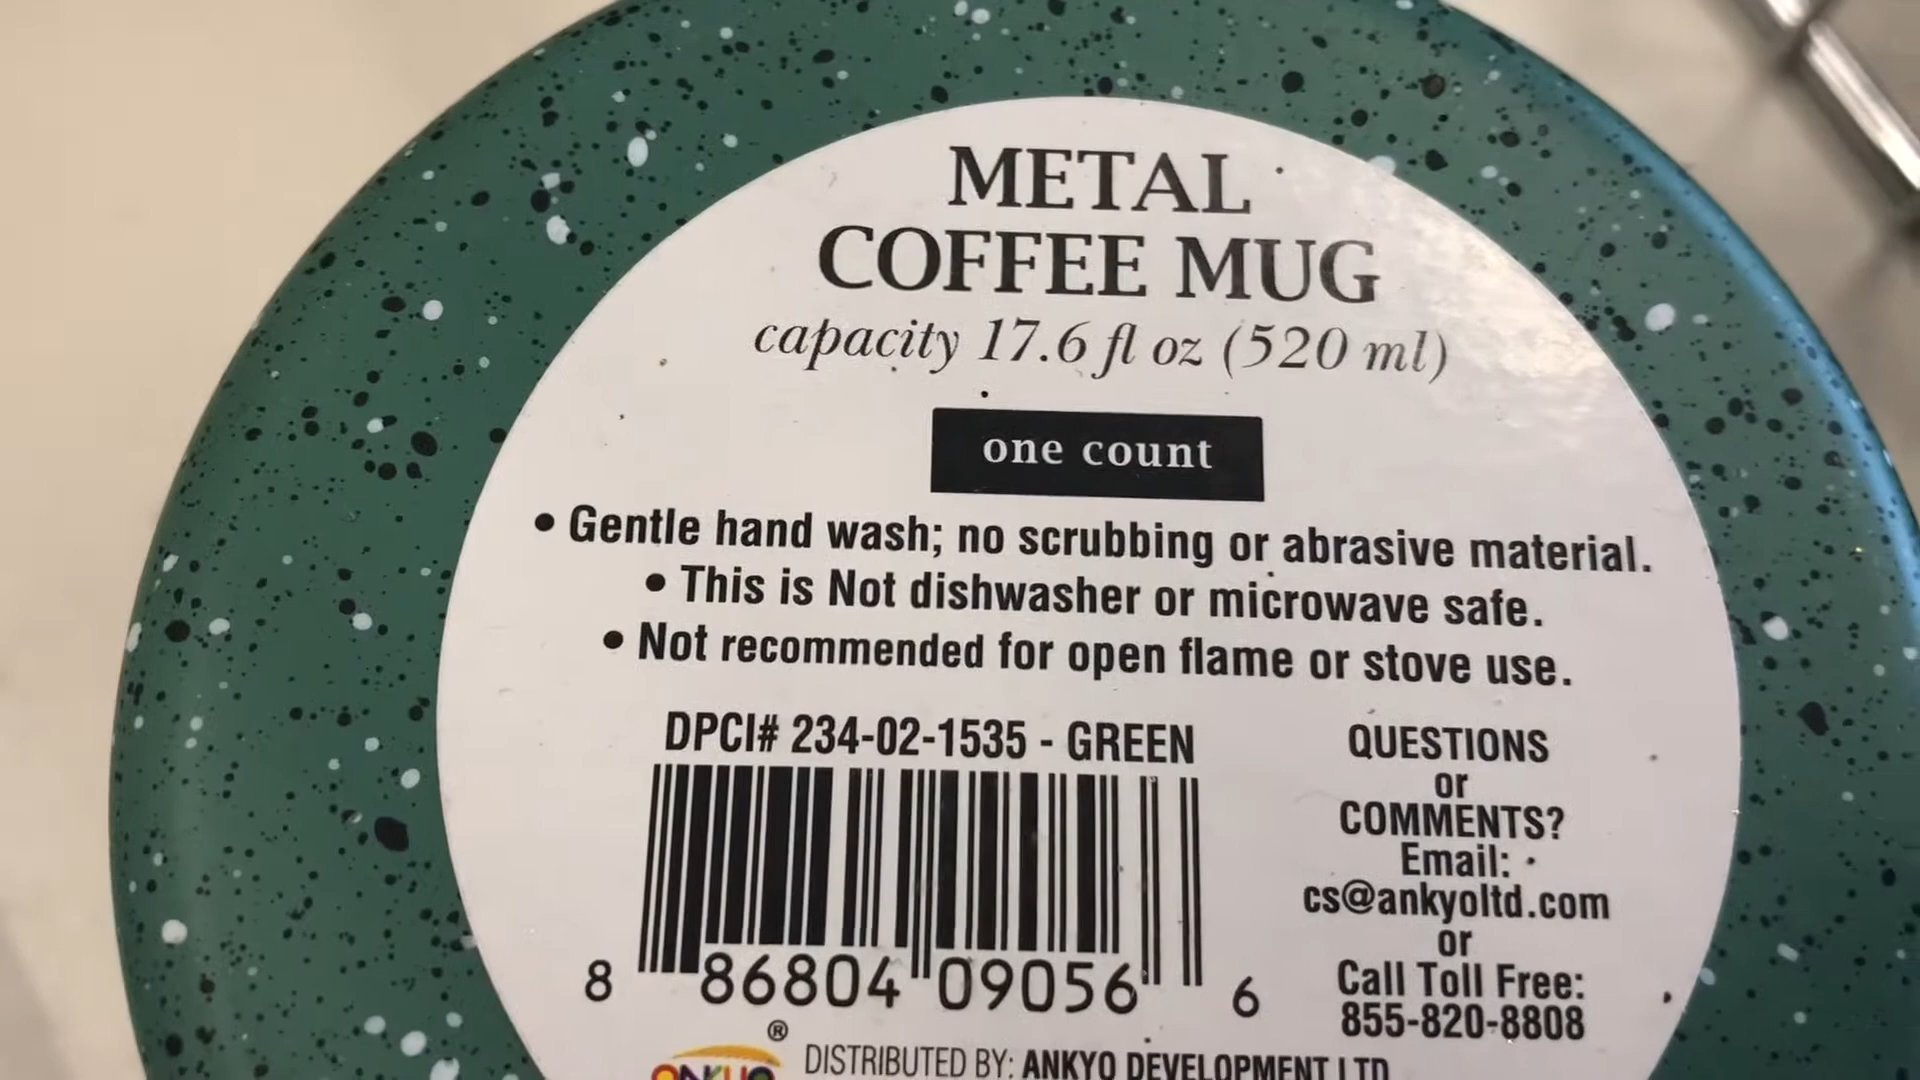 METAL
COFFEE MUG
capacity 17.6 fl oz (520 ml)
one count
• Gentle hand wash; no scrubbing or abrasive material.
• This is Not dishwasher or microwave safe.
• Not recommended for open flame or stove use.
DPCI# 234-02-1535 - GREEN
8 86804 09056 6
QUESTIONS
or
COMMENTS?
Email:
cs@ankyoltd.com
or
Call Toll Free:
855-820-8808
ANKYO ®
DISTRIBUTED BY: ANKYO DEVELOPMENT LTD